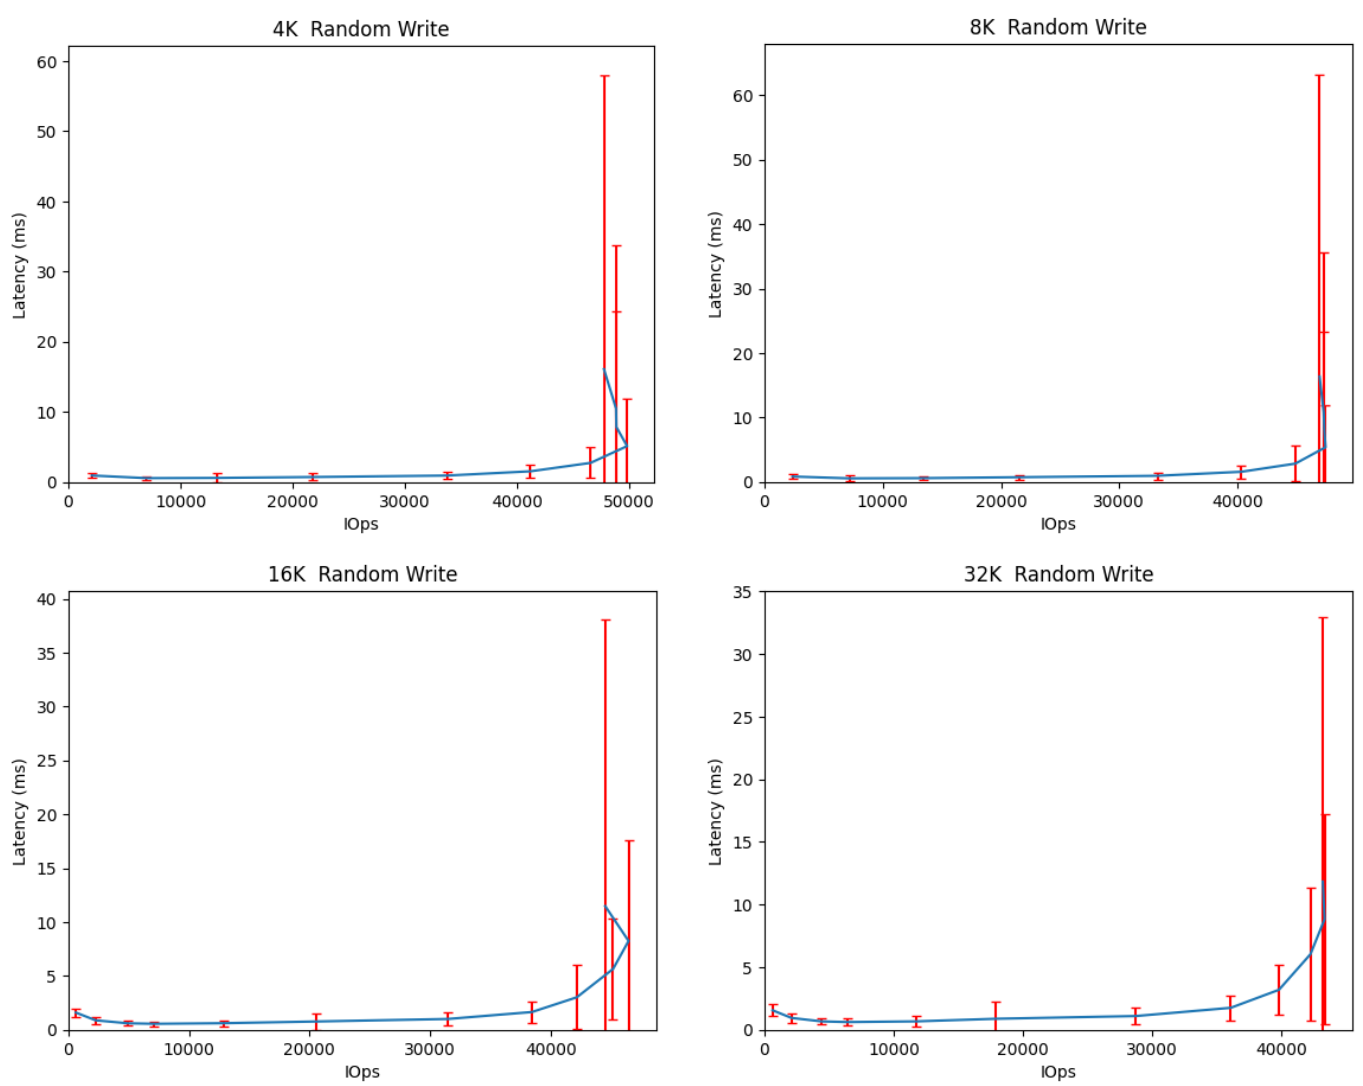 4K  Random Write
60
50
40
30
20
10
0
Latency (ms)
0 10000 20000 30000 40000 50000
IOps
8K  Random Write
60
50
40
30
20
10
0
Latency (ms)
0 10000 20000 30000 40000
IOps
16K  Random Write
40
35
30
25
20
15
10
5
0
Latency (ms)
0 10000 20000 30000 40000
IOps
32K  Random Write
35
30
25
20
15
10
5
0
Latency (ms)
0 10000 20000 30000 40000
IOps